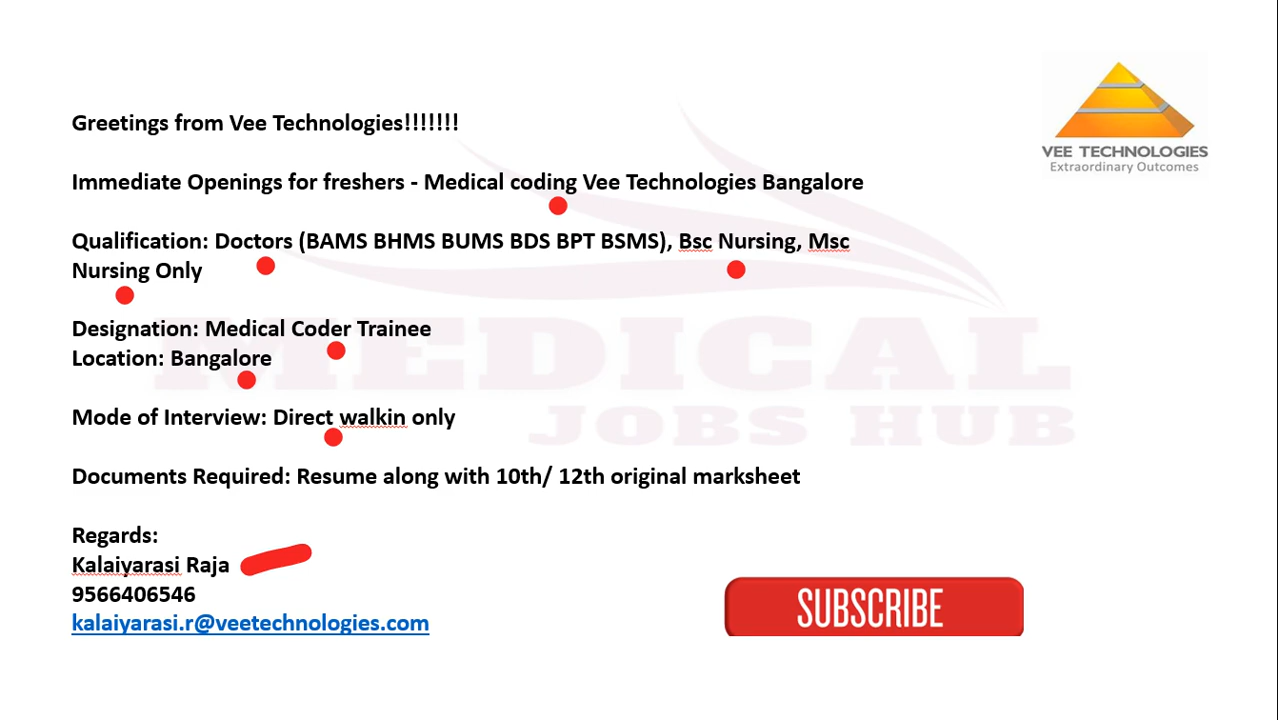 VEE TECHNOLOGIES
Extraordinary Outcomes
Greetings from Vee Technologies!!!!!!!
Immediate Openings for freshers - Medical coding Vee Technologies Bangalore
Qualification: Doctors (BAMS BHMS BUMS BDS BPT BSMS), Bsc Nursing, Msc
Nursing Only
Designation: Medical Coder Trainee
Location: Bangalore
MEDICAL
JOBS HUB
Mode of Interview: Direct walkin only
Documents Required: Resume along with 10th/ 12th original marksheet
Regards:
Kalaiyarasi Raja
9566406546
kalaiyarasi.r@veetechnologies.com
SUBSCRIBE